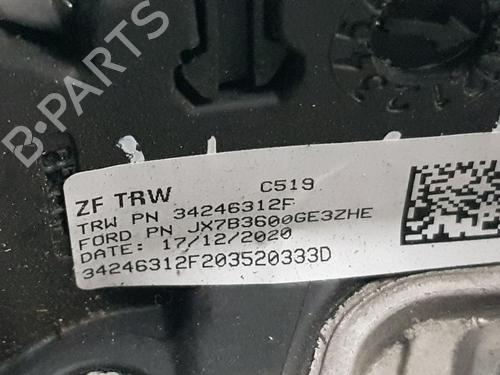 B-PARTS
ZF TRW C519
TRW PN 34246312F
FORD PN JX7B3600GE3ZHE
DATE: 17/12/2020
34246312F203520333D